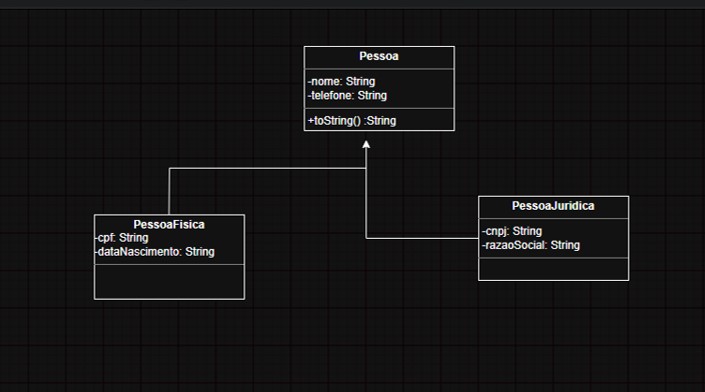 Pessoa
-nome: String
-telefone: String
+toString() :String
PessoaFisica
-cpf: String
-dataNascimento: String
PessoaJuridica
-cnpj: String
-razaoSocial: String